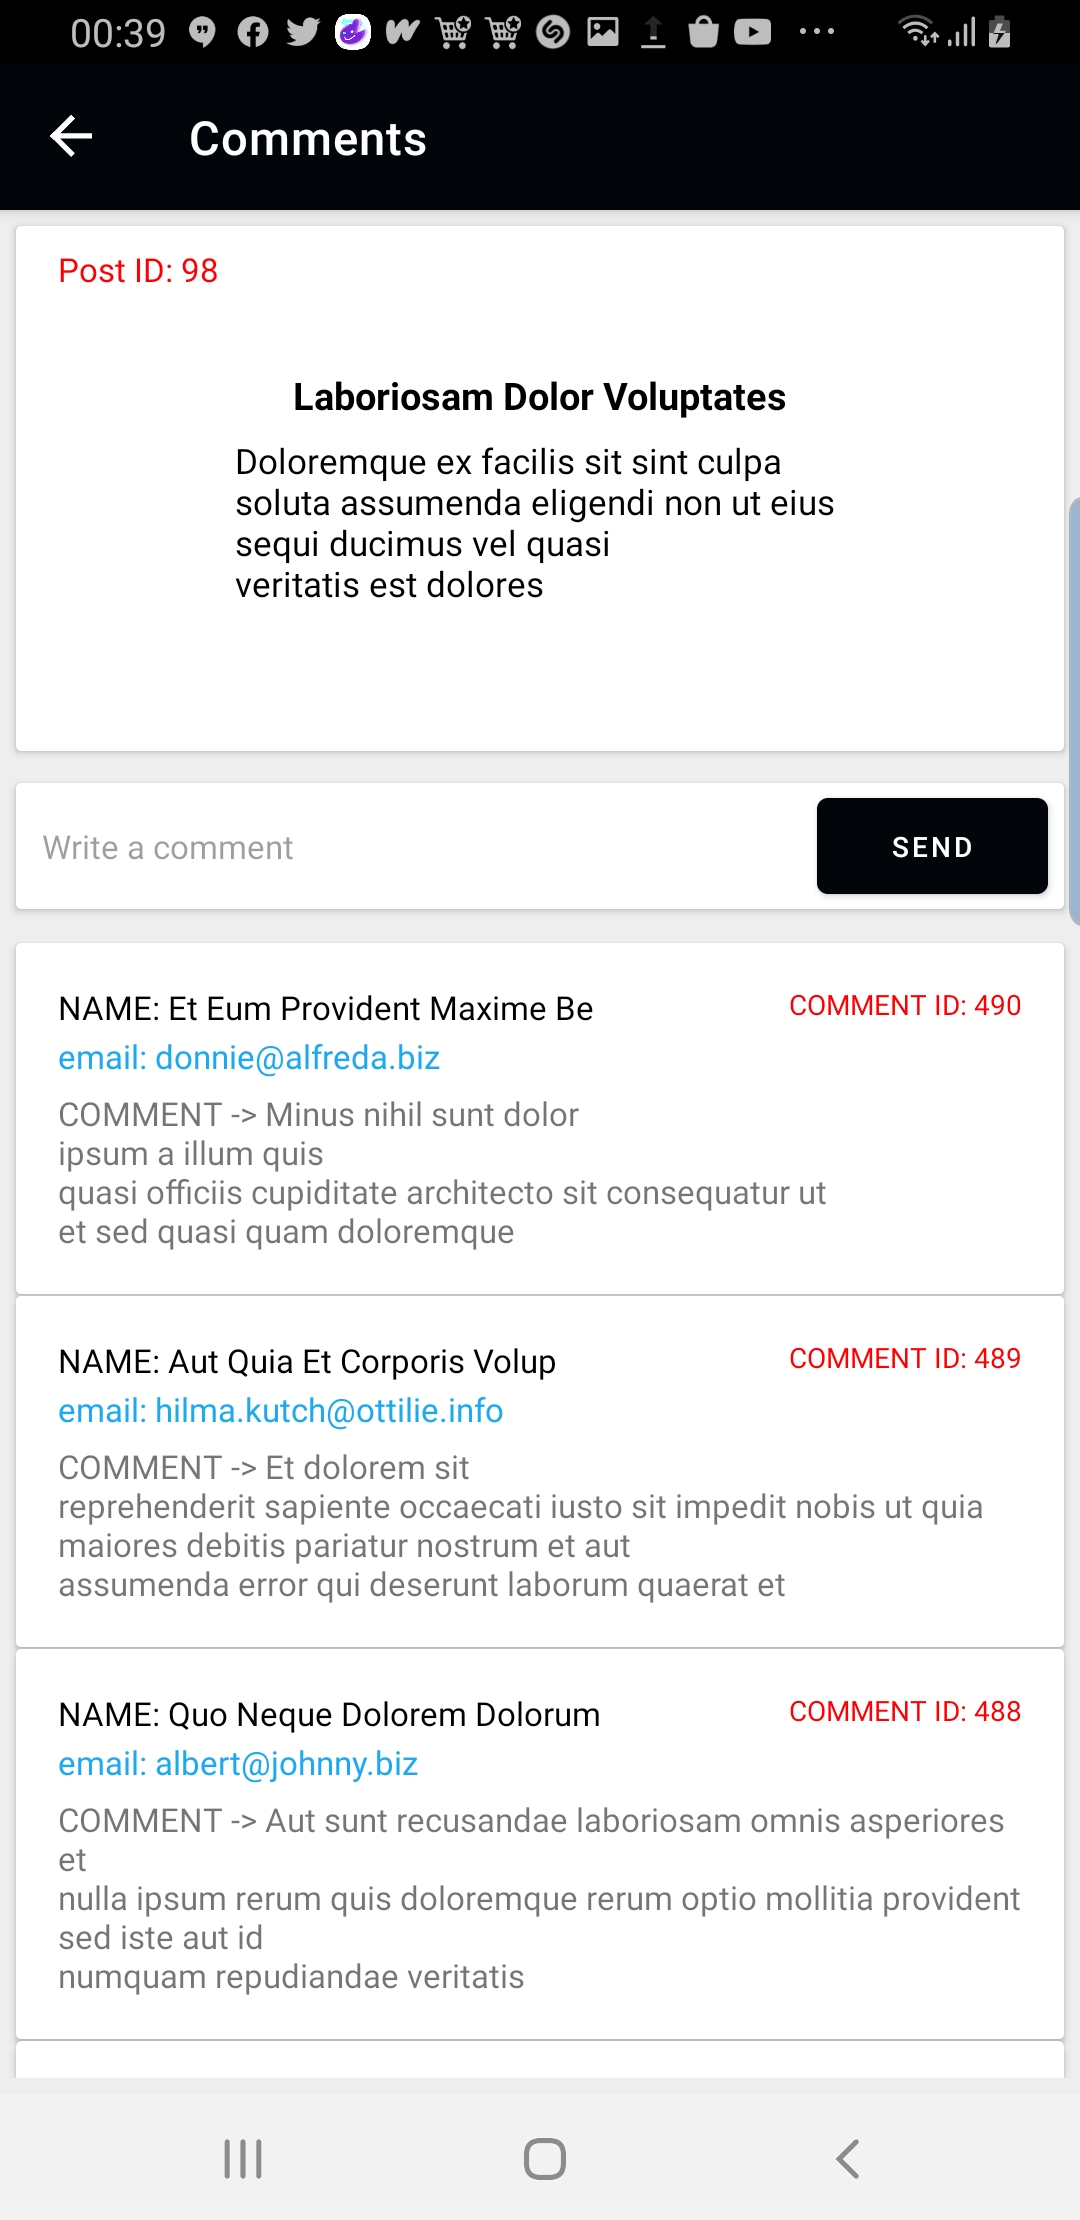 00:39
Comments
Post ID: 98
Laboriosam Dolor Voluptates
Doloremque ex facilis sit sint culpa
soluta assumenda eligendi non ut eius
sequi ducimus vel quasi
veritatis est dolores
Write a comment
SEND
NAME: Et Eum Provident Maxime Be
COMMENT ID: 490
email: donnie@alfreda.biz
COMMENT -> Minus nihil sunt dolor
ipsum a illum quis
quasi officiis cupiditate architecto sit consequatur ut
et sed quasi quam doloremque
NAME: Aut Quia Et Corporis Volup
COMMENT ID: 489
email: hilma.kutch@ottilie.info
COMMENT -> Et dolorem sit
reprehenderit sapiente occaecati iusto sit impedit nobis ut quia
maiores debitis pariatur nostrum et aut
assumenda error qui deserunt laborum quaerat et
NAME: Quo Neque Dolorem Dolorum
COMMENT ID: 488
email: albert@johnny.biz
COMMENT -> Aut sunt recusandae laboriosam omnis asperiores
et
nulla ipsum rerum quis doloremque rerum optio mollitia provident
sed iste aut id
numquam repudiandae veritatis